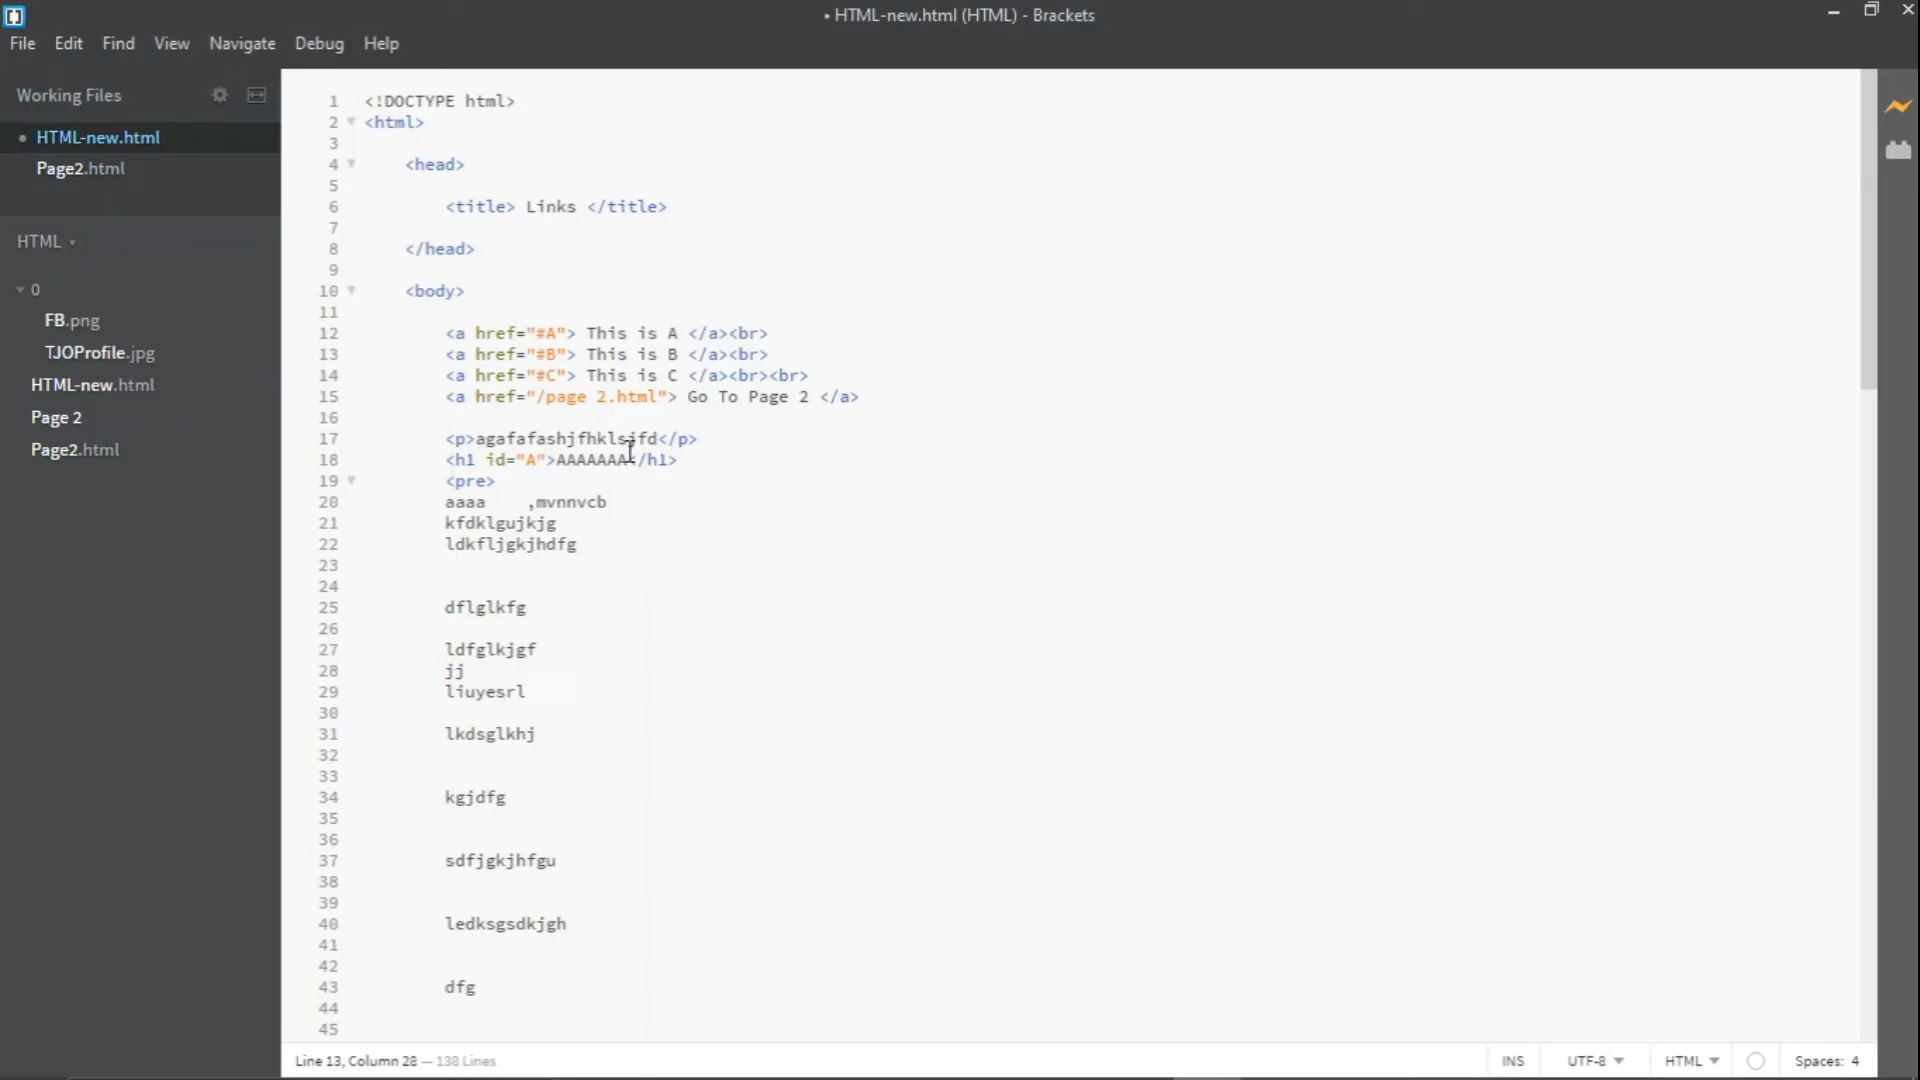 • HTML-new.html (HTML) - Brackets
File Edit Find View Navigate Debug Help
Working Files
HTML-new.html
Page2.html
HTML
0
FB.png
TJOProfile.jpg
HTML-new.html
Page 2
Page2.html
1 <!DOCTYPE html>
2 <html>
3
4 <head>
5
6 <title> Links </title>
7
8 </head>
9
10 <body>
11
12 <a href="#A"> This is A </a><br>
13 <a href="#B"> This is B </a><br>
14 <a href="#C"> This is C </a><br><br>
15 <a href="/page 2.html"> Go To Page 2 </a>
16
17 <p>agafafashjfhklsjfd</p>
18 <h1 id="A">AAAAAAA</h1>
19 <pre>
20 aaaa    ,mvnnvcb
21 kfdklgujkjg
22 ldkfljgkjhdfg
23
24
25 dflglkfg
26
27 ldfglkjgf
28 jj
29 liuyesrl
30
31 lkdsglkhj
32
33
34 kgjdfg
35
36
37 sdfjgkjhfgu
38
39
40 ledksgsdkjgh
41
42
43 dfg
44
45
Line 13, Column 28 — 138 Lines INS UTF-8 HTML Spaces: 4